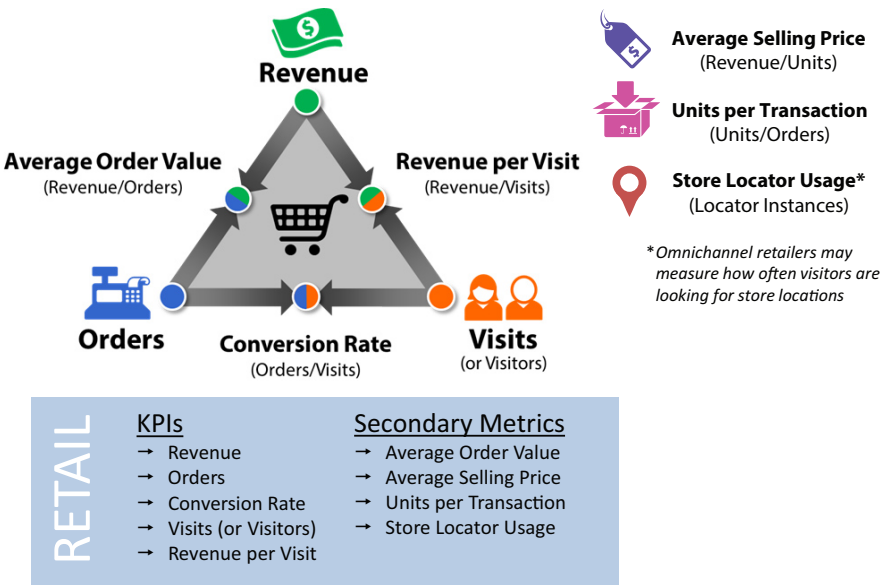 Revenue
Average Order Value
(Revenue/Orders)
Revenue per Visit
(Revenue/Visits)
Orders
Conversion Rate
(Orders/Visits)
Visits
(or Visitors)
$
Average Selling Price
(Revenue/Units)
Units per Transaction
(Units/Orders)
Store Locator Usage*
(Locator Instances)
*Omnichannel retailers may
measure how often visitors are
looking for store locations
RETAIL
KPIs
→ Revenue
→ Orders
→ Conversion Rate
→ Visits (or Visitors)
→ Revenue per Visit
Secondary Metrics
→ Average Order Value
→ Average Selling Price
→ Units per Transaction
→ Store Locator Usage